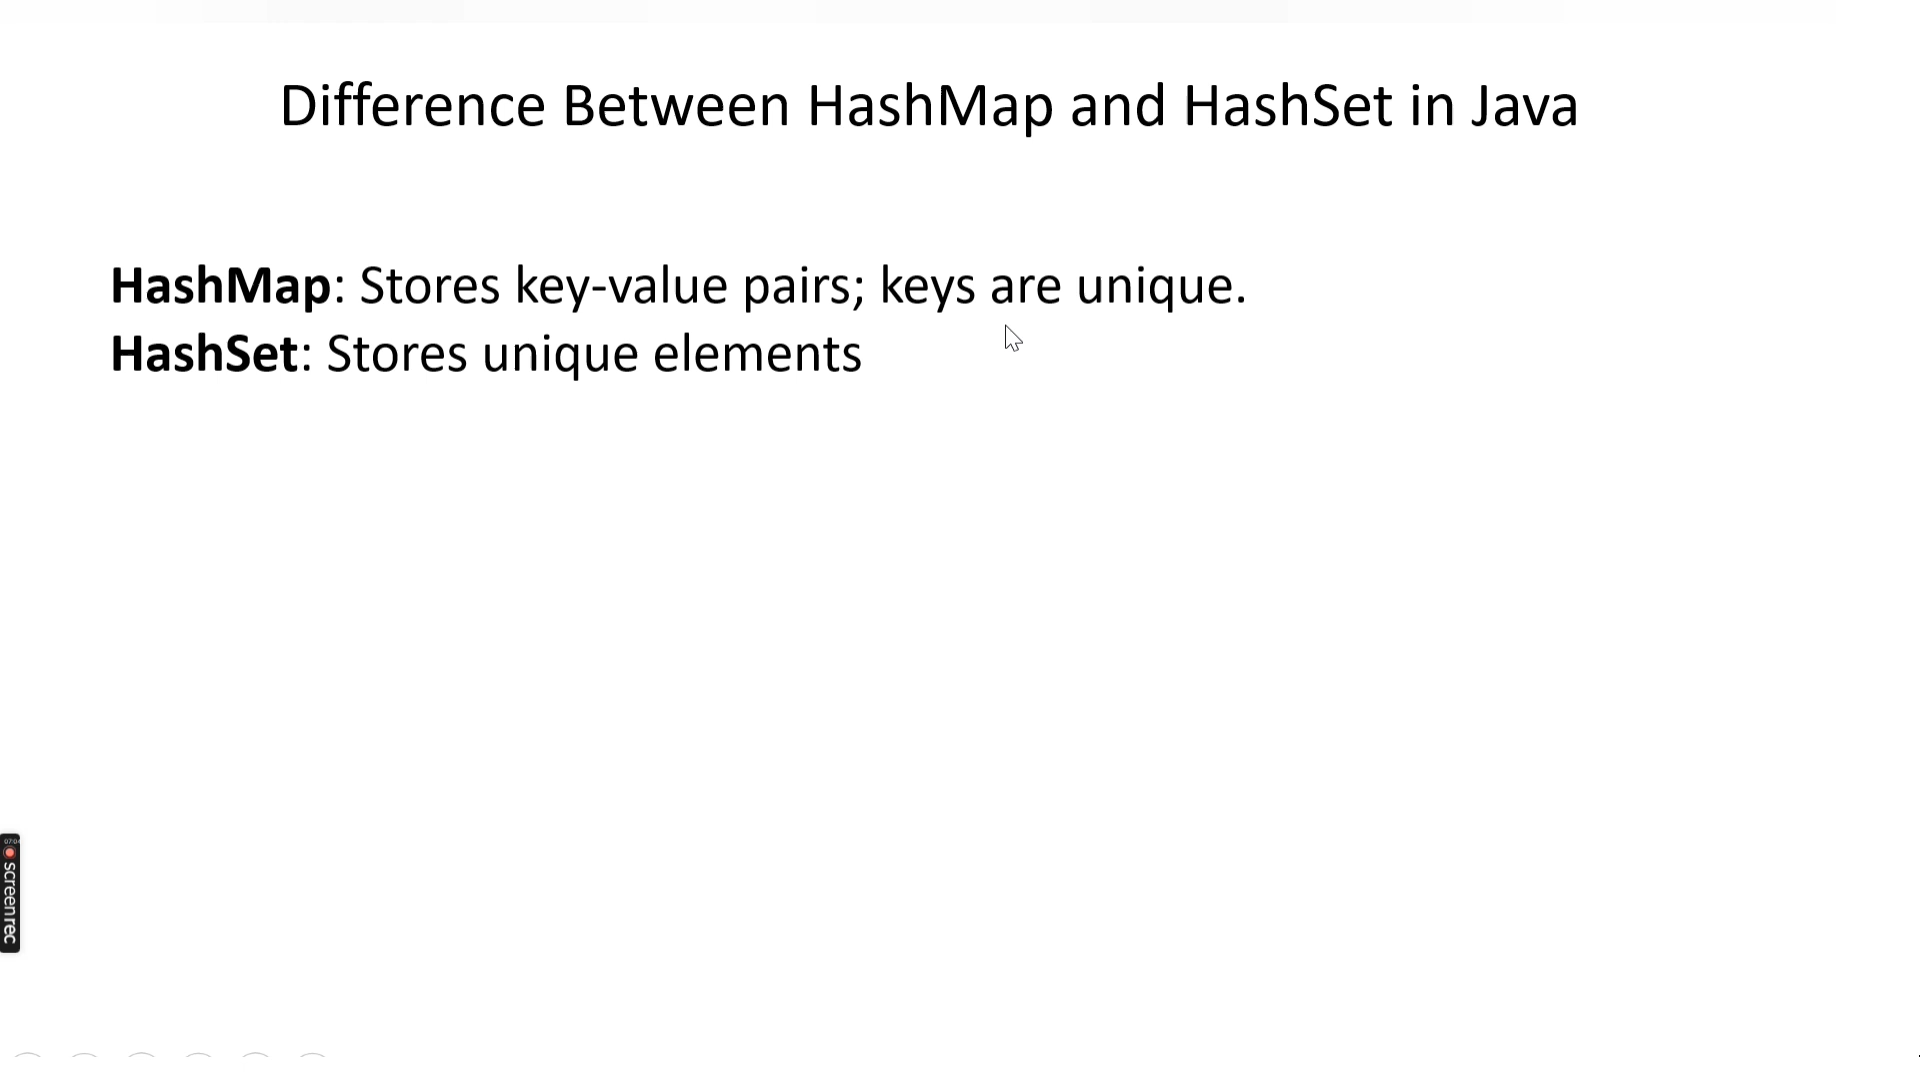 Difference Between HashMap and HashSet in Java
HashMap: Stores key-value pairs; keys are unique.
HashSet: Stores unique elements
screenrec